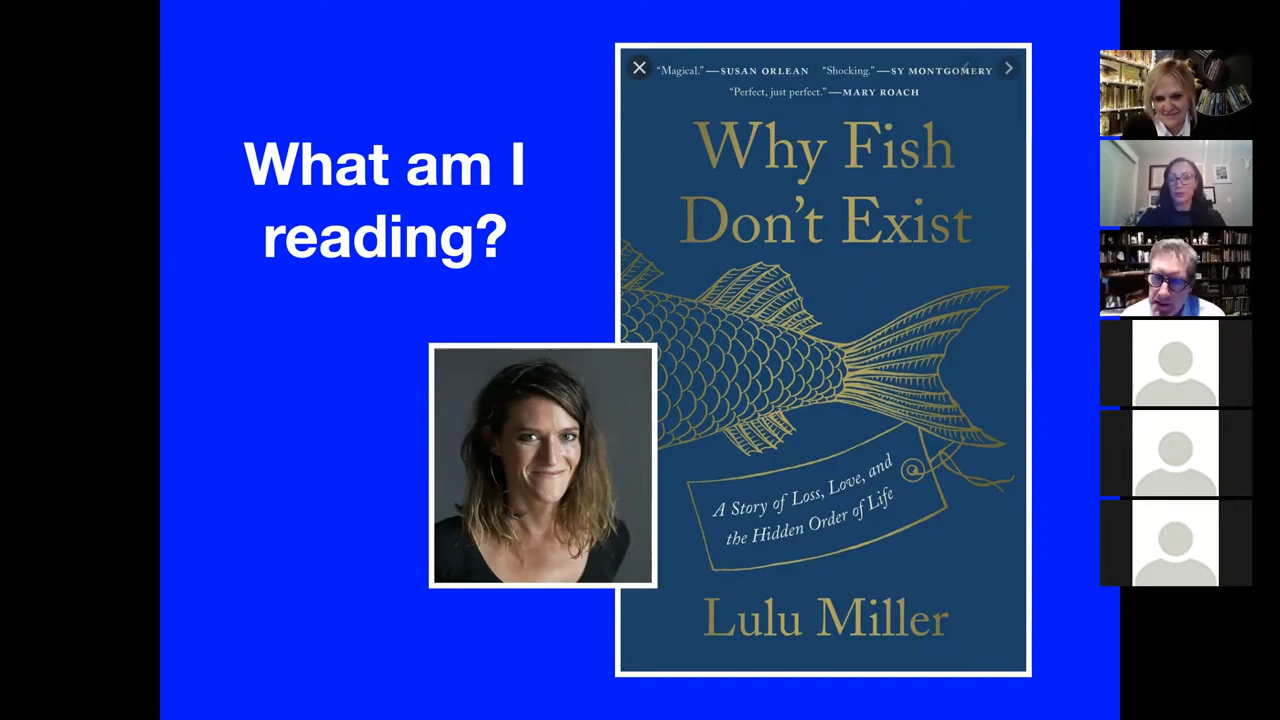 What am I
reading?
“Magical.” —SUSAN ORLEAN “Shocking.” —SY MONTGOMERY
“Perfect, just perfect.” —MARY ROACH
Why Fish
Don’t Exist
A Story of Loss, Love, and
the Hidden Order of Life
Lulu Miller